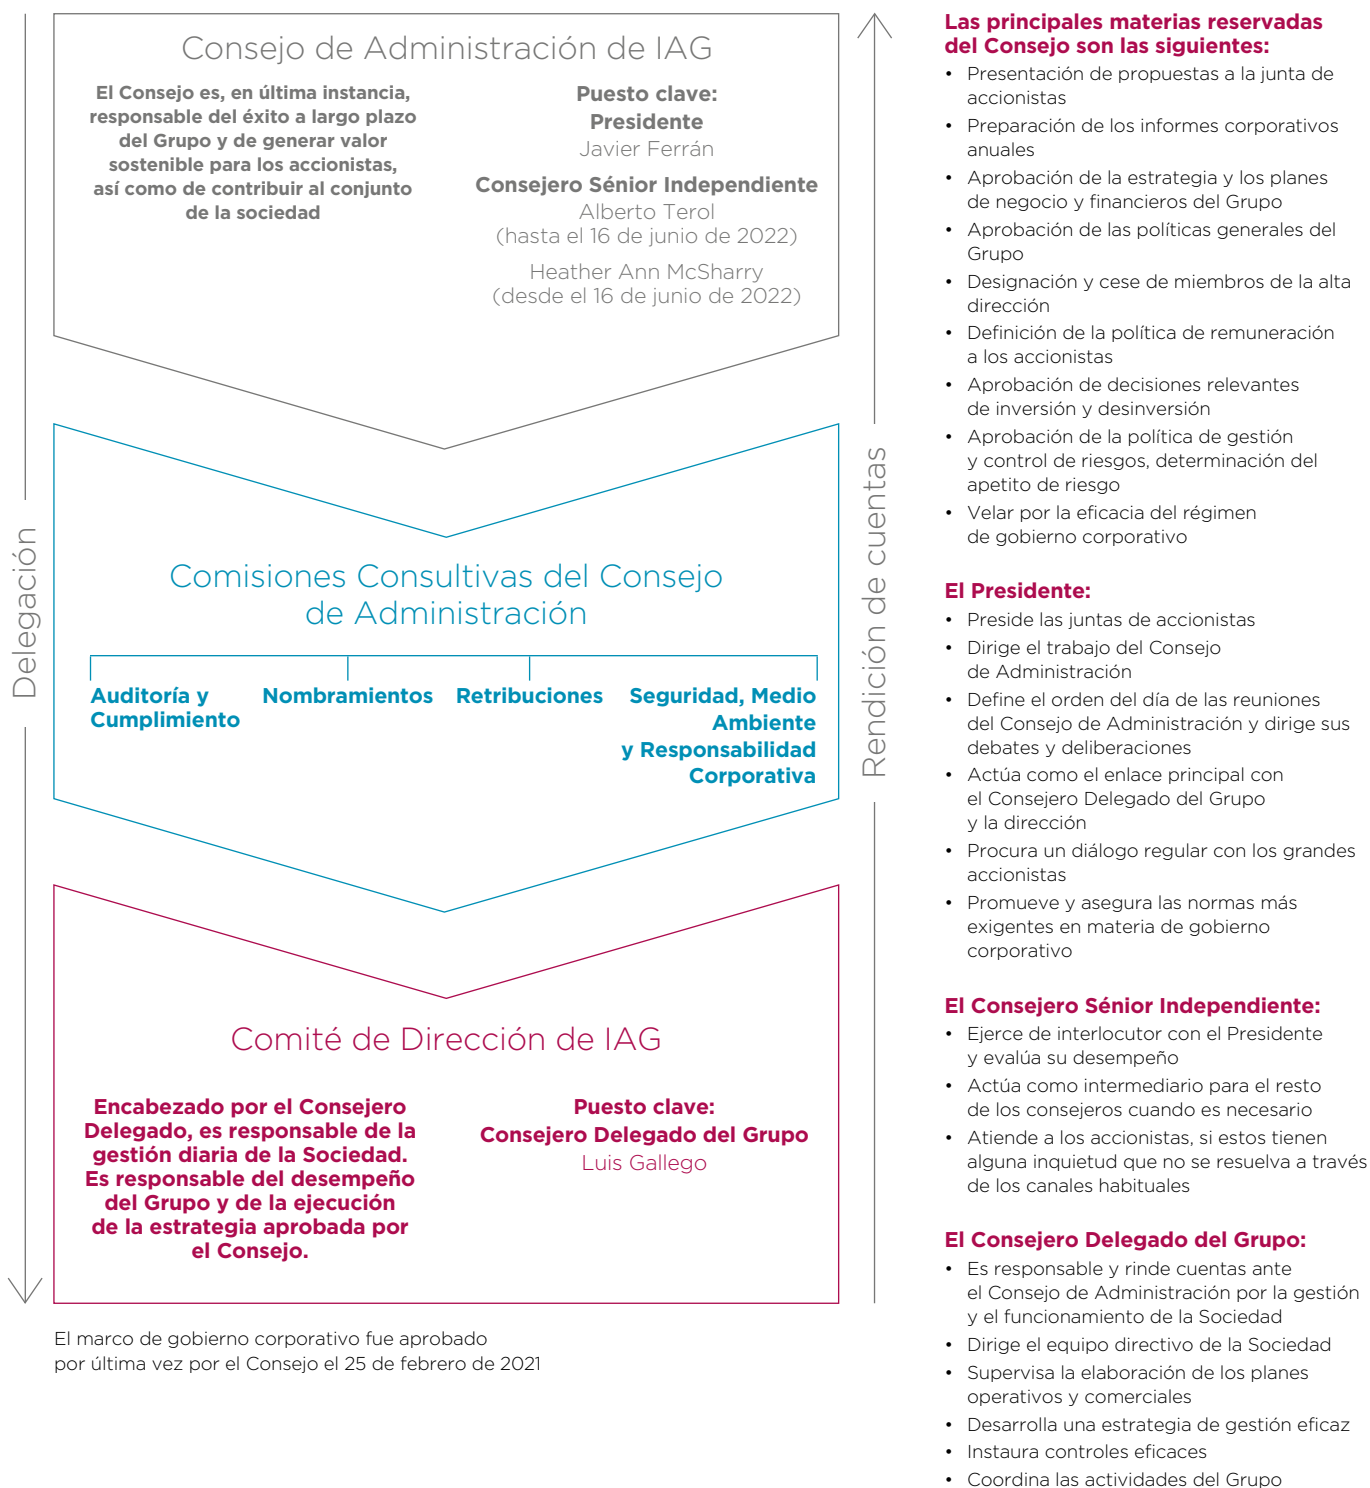 Delegación
Consejo de Administración de IAG
El Consejo es, en última instancia,
responsable del éxito a largo plazo
del Grupo y de generar valor
sostenible para los accionistas,
así como de contribuir al conjunto
de la sociedad
Puesto clave:
Presidente
Javier Ferrán
Consejero Sénior Independiente
Alberto Terol
(hasta el 16 de junio de 2022)
Heather Ann McSharry
(desde el 16 de junio de 2022)
Comisiones Consultivas del Consejo
de Administración
Auditoría y
Cumplimiento
Nombramientos
Retribuciones
Seguridad, Medio
Ambiente
y Responsabilidad
Corporativa
Comité de Dirección de IAG
Encabezado por el Consejero
Delegado, es responsable de la
gestión diaria de la Sociedad.
Es responsable del desempeño
del Grupo y de la ejecución
de la estrategia aprobada por
el Consejo.
Puesto clave:
Consejero Delegado del Grupo
Luis Gallego
Rendición de cuentas
El marco de gobierno corporativo fue aprobado
por última vez por el Consejo el 25 de febrero de 2021
Las principales materias reservadas
del Consejo son las siguientes:
• Presentación de propuestas a la junta de
accionistas
• Preparación de los informes corporativos
anuales
• Aprobación de la estrategia y los planes
de negocio y financieros del Grupo
• Aprobación de las políticas generales del
Grupo
• Designación y cese de miembros de la alta
dirección
• Definición de la política de remuneración
a los accionistas
• Aprobación de decisiones relevantes
de inversión y desinversión
• Aprobación de la política de gestión
y control de riesgos, determinación del
apetito de riesgo
• Velar por la eficacia del régimen
de gobierno corporativo
El Presidente:
• Preside las juntas de accionistas
• Dirige el trabajo del Consejo
de Administración
• Define el orden del día de las reuniones
del Consejo de Administración y dirige sus
debates y deliberaciones
• Actúa como el enlace principal con
el Consejero Delegado del Grupo
y la dirección
• Procura un diálogo regular con los grandes
accionistas
• Promueve y asegura las normas más
exigentes en materia de gobierno
corporativo
El Consejero Sénior Independiente:
• Ejerce de interlocutor con el Presidente
y evalúa su desempeño
• Actúa como intermediario para el resto
de los consejeros cuando es necesario
• Atiende a los accionistas, si estos tienen
alguna inquietud que no se resuelva a través
de los canales habituales
El Consejero Delegado del Grupo:
• Es responsable y rinde cuentas ante
el Consejo de Administración por la gestión
y el funcionamiento de la Sociedad
• Dirige el equipo directivo de la Sociedad
• Supervisa la elaboración de los planes
operativos y comerciales
• Desarrolla una estrategia de gestión eficaz
• Instaura controles eficaces
• Coordina las actividades del Grupo